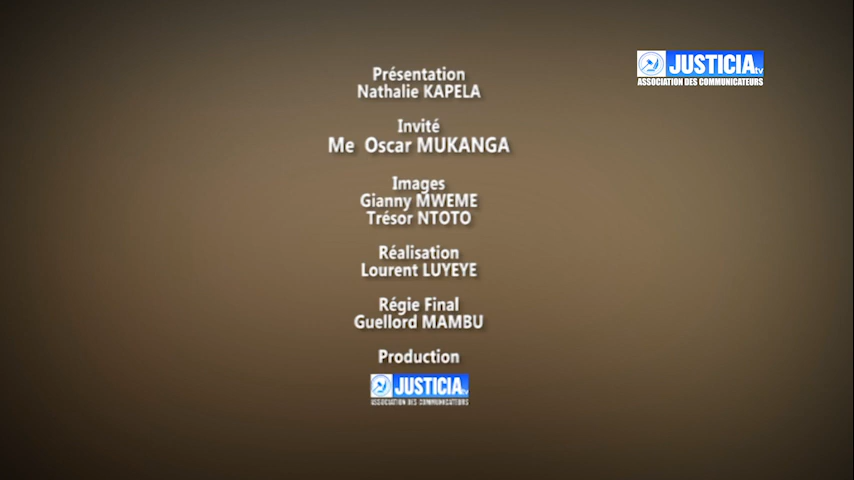 JUSTICIA.tv
ASSOCIATION DES COMMUNICATEURS
Présentation
Nathalie KAPELA
Invité
Me Oscar MUKANGA
Images
Gianny MWEME
Trésor NTOTO
Réalisation
Lourent LUYEYE
Régie Final
Guellord MAMBU
Production
JUSTICIA.tv
ASSOCIATION DES COMMUNICATEURS